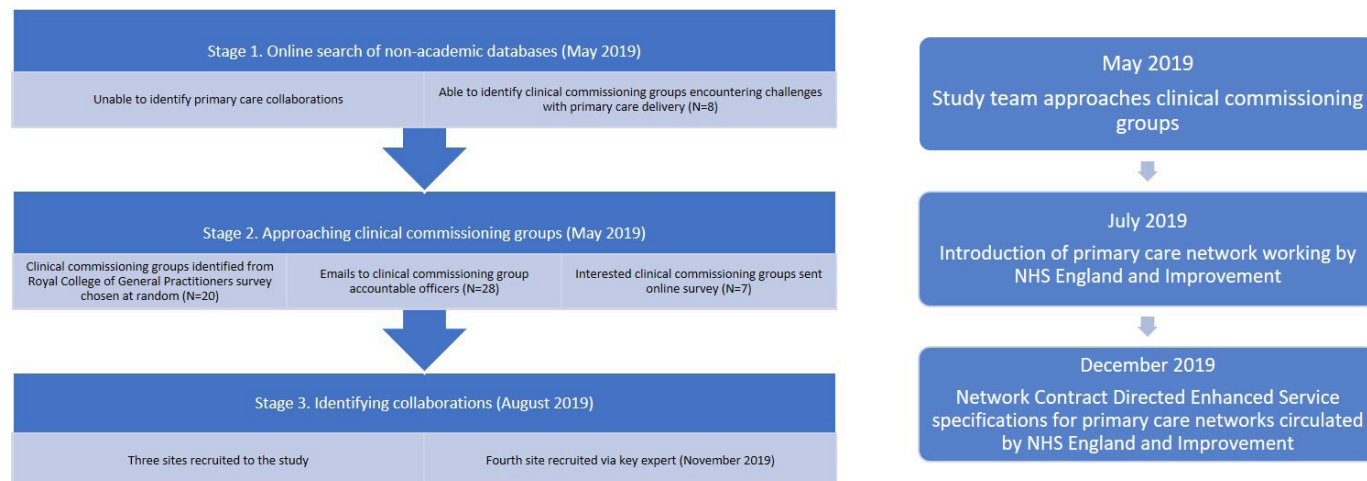 Stage 1. Online search of non-academic databases (May 2019)
Unable to identify primary care collaborations
Able to identify clinical commissioning groups encountering challenges
with primary care delivery (N=8)
Stage 2. Approaching clinical commissioning groups (May 2019)
Clinical commissioning groups identified from
Royal College of General Practitioners survey
chosen at random (N=20)
Emails to clinical commissioning group
accountable officers (N=28)
Interested clinical commissioning groups sent
online survey (N=7)
Stage 3. Identifying collaborations (August 2019)
Three sites recruited to the study
Fourth site recruited via key expert (November 2019)
May 2019
Study team approaches clinical commissioning
groups
July 2019
Introduction of primary care network working by
NHS England and Improvement
December 2019
Network Contract Directed Enhanced Service
specifications for primary care networks circulated
by NHS England and Improvement